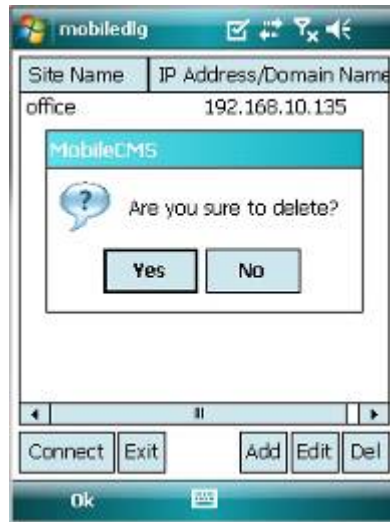 mobiledlg
Site Name IP Address/Domain Name
office 192.168.10.135
MobileCMS
Are you sure to delete?
Yes No
Connect Exit Add Edit Del
Ok